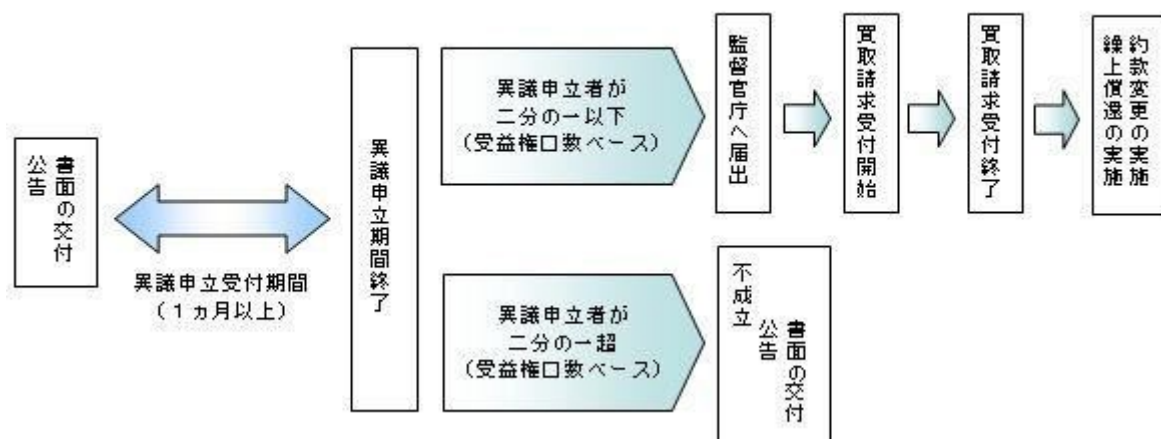 書面の交付
公告
異議申立受付期間
(1ヵ月以上)
異議申立期間終了
異議申立者が
二分の一以下
(受益権口数ベース)
監督官庁へ届出
買取請求受付開始
買取請求受付終了
約款変更の実施
繰上償還の実施
異議申立者が
二分の一超
(受益権口数ベース)
不成立
書面の交付
公告